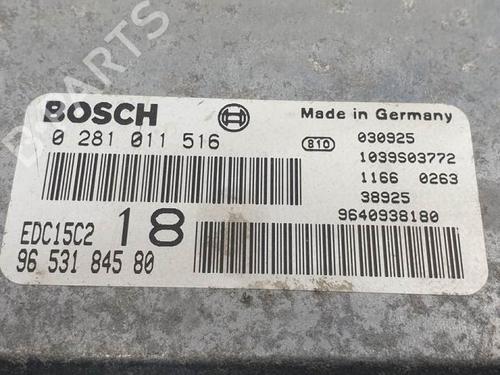 BOSCH
Made in Germany
0 281 011 516
810
030925
1039S03772
1166 0263
38925
9640938180
EDC15C2
18
96 531 845 80
B-PARTS